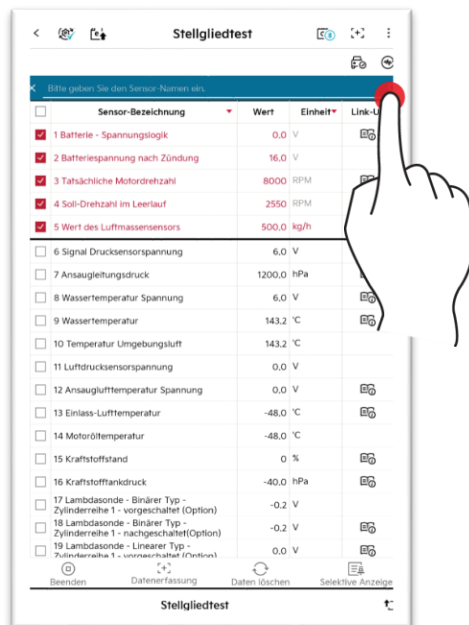 Stellgliedtest
Bitte geben Sie den Sensor-Namen ein.
Sensor-Bezeichnung Wert Einheit Link-U
1 Batterie - Spannungslogik 0.0 V
2 Batteriespannung nach Zündung 16.0 V
3 Tatsächliche Motordrehzahl 8000 RPM
4 Soll-Drehzahl im Leerlauf 2550 RPM
5 Wert des Luftmassensensors 500,0 kg/h
6 Signal Drucksensorspannung 6,0 V
7 Ansaugleitungsdruck 1200,0 hPa
8 Wassertemperatur Spannung 6,0 V
9 Wassertemperatur 143,2 °C
10 Temperatur Umgebungsluft 143,2 °C
11 Luftdrucksensorspannung 0,0 V
12 Ansauglufttemperatur Spannung 0,0 V
13 Einlass-Lufttemperatur -48,0 °C
14 Motoröltemperatur -48,0 °C
15 Kraftstoffstand 0 %
16 Kraftstofftankdruck -40,0 hPa
17 Lambdasonde - Binärer Typ -
Zylinderreihe 1 - vorgeschaltet (Option) -0.2 V
18 Lambdasonde - Binärer Typ -
Zylinderreihe 1 - nachgeschaltet(Option) -0,2 V
19 Lambdasonde - Linearer Typ -
Zylinderreihe 1 - vorgeschaltet (Option) 0,0 V
Beenden Datenerfassung Daten löschen Selektive Anzeige
Stellgliedtest